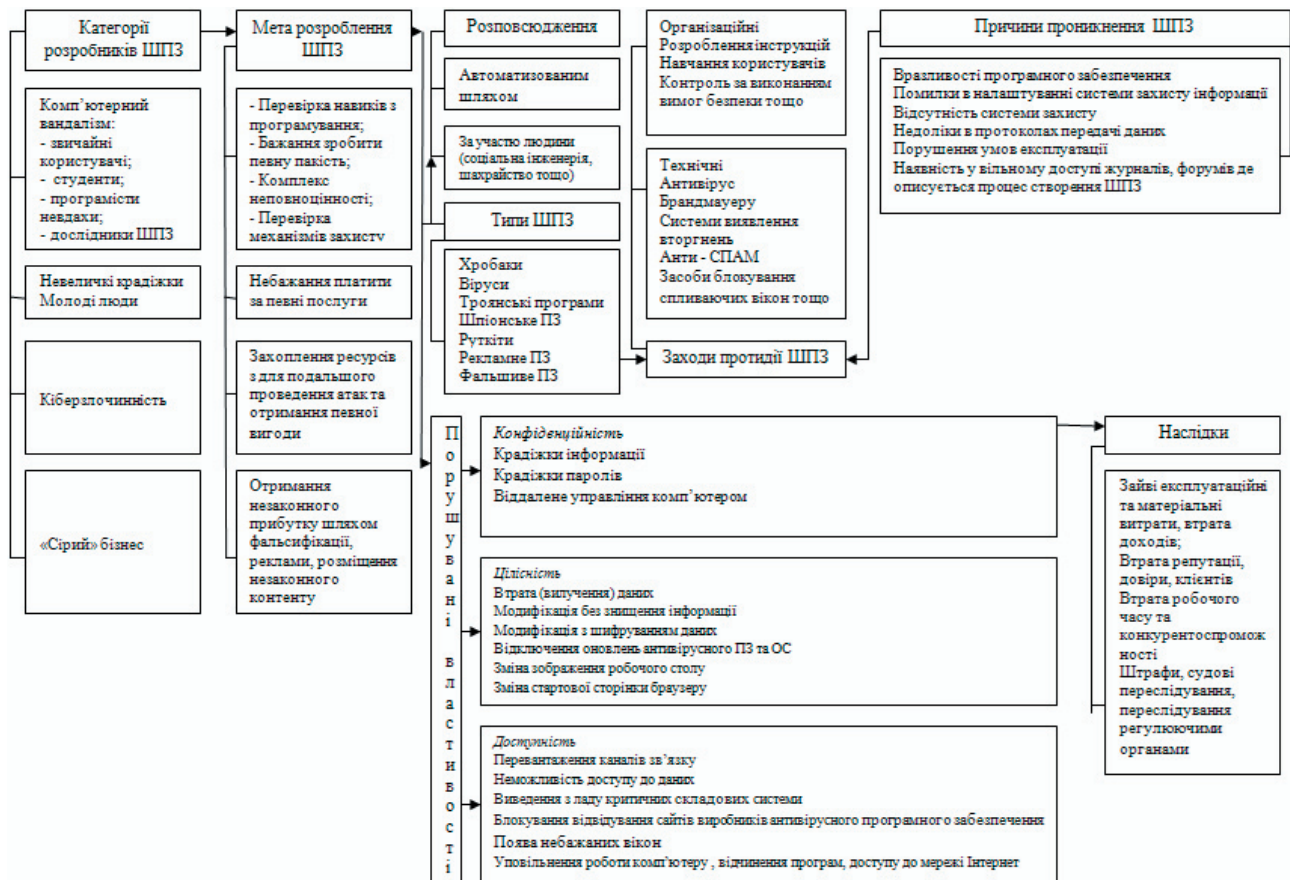 Категорії
розробників ШПЗ
Комп’ютерний
вандалізм:
- звичайні
користувачі;
- студенти;
- програмісти
невдахи;
- дослідники ШПЗ
Невеличкі крадіжки
Молоді люди
Кіберзлочинність
«Сірий» бізнес
Мета розроблення
ШПЗ
- Перевірка навиків з
програмування;
- Бажання зробити
певну пакість;
- Комплекс
неповноцінності;
- Перевірка
механізмів захисту
Небажання платити
за певні послуги
Захоплення ресурсів
з для подальшого
проведення атак та
отримання певної
вигоди
Отримання
незаконного
прибутку шляхом
фальсифікації,
реклами, розміщення
незаконного
контенту
Розповсюдження
Автоматизованим
шляхом
За участю людини
(соціальна інженерія,
шахрайство тощо)
Типи ШПЗ
Хробаки
Віруси
Троянські програми
Шпіонське ПЗ
Руткіти
Рекламне ПЗ
Фальшиве ПЗ
Організаційні
Розроблення інструкцій
Навчання користувачів
Контроль за виконанням
вимог безпеки тощо
Технічні
Антивірус
Брандмауеру
Системи виявлення
вторгнень
Анти - СПАМ
Засоби блокування
спливаючих вікон тощо
Заходи протидії ШПЗ
Причини проникнення ШПЗ
Вразливості програмного забезпечення
Помилки в налаштуванні системи захисту інформації
Відсутність системи захисту
Недоліки в протоколах передачі даних
Порушення умов експлуатації
Наявність у вільному доступі журналів, форумів де
описується процес створення ШПЗ
Порушувані властивості
Конфіденційність
Крадіжки інформації
Крадіжки паролів
Віддалене управління комп’ютером
Цілісність
Втрата (вилучення) даних
Модифікація без знищення інформації
Модифікація з шифруванням даних
Відключення оновлень антивірусного ПЗ та ОС
Зміна зображення робочого столу
Зміна стартової сторінки браузеру
Доступність
Перевантаження каналів зв’язку
Неможливість доступу до даних
Виведення з ладу критичних складових системи
Блокування відвідування сайтів виробників антивірусного програмного забезпечення
Поява небажаних вікон
Уповільнення роботи комп’ютеру , відчинення програм, доступу до мережі Інтернет
Наслідки
Зайві експлуатаційні
та матеріальні
витрати, втрата
доходів;
Втрата репутації,
довіри, клієнтів
Втрата робочого
часу та
конкурентоспромож
ності
Штрафи, судові
переслідування,
переслідування
регулюючими
органами